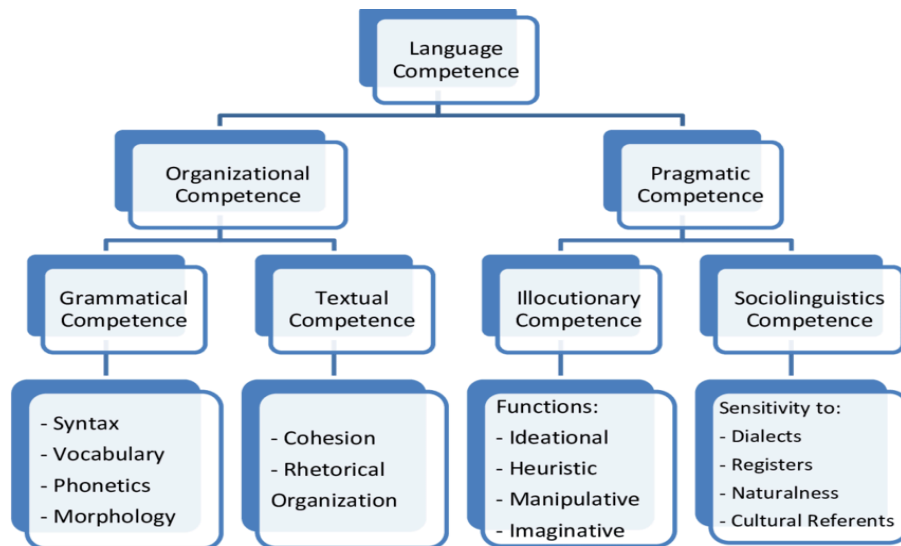 Language
Competence
Organizational
Competence
Pragmatic
Competence
Grammatical
Competence
Textual
Competence
Illocutionary
Competence
Sociolinguistics
Competence
- Syntax
- Vocabulary
- Phonetics
- Morphology
- Cohesion
- Rhetorical
Organization
Functions:
- Ideational
- Heuristic
- Manipulative
- Imaginative
Sensitivity to:
- Dialects
- Registers
- Naturalness
- Cultural Referents